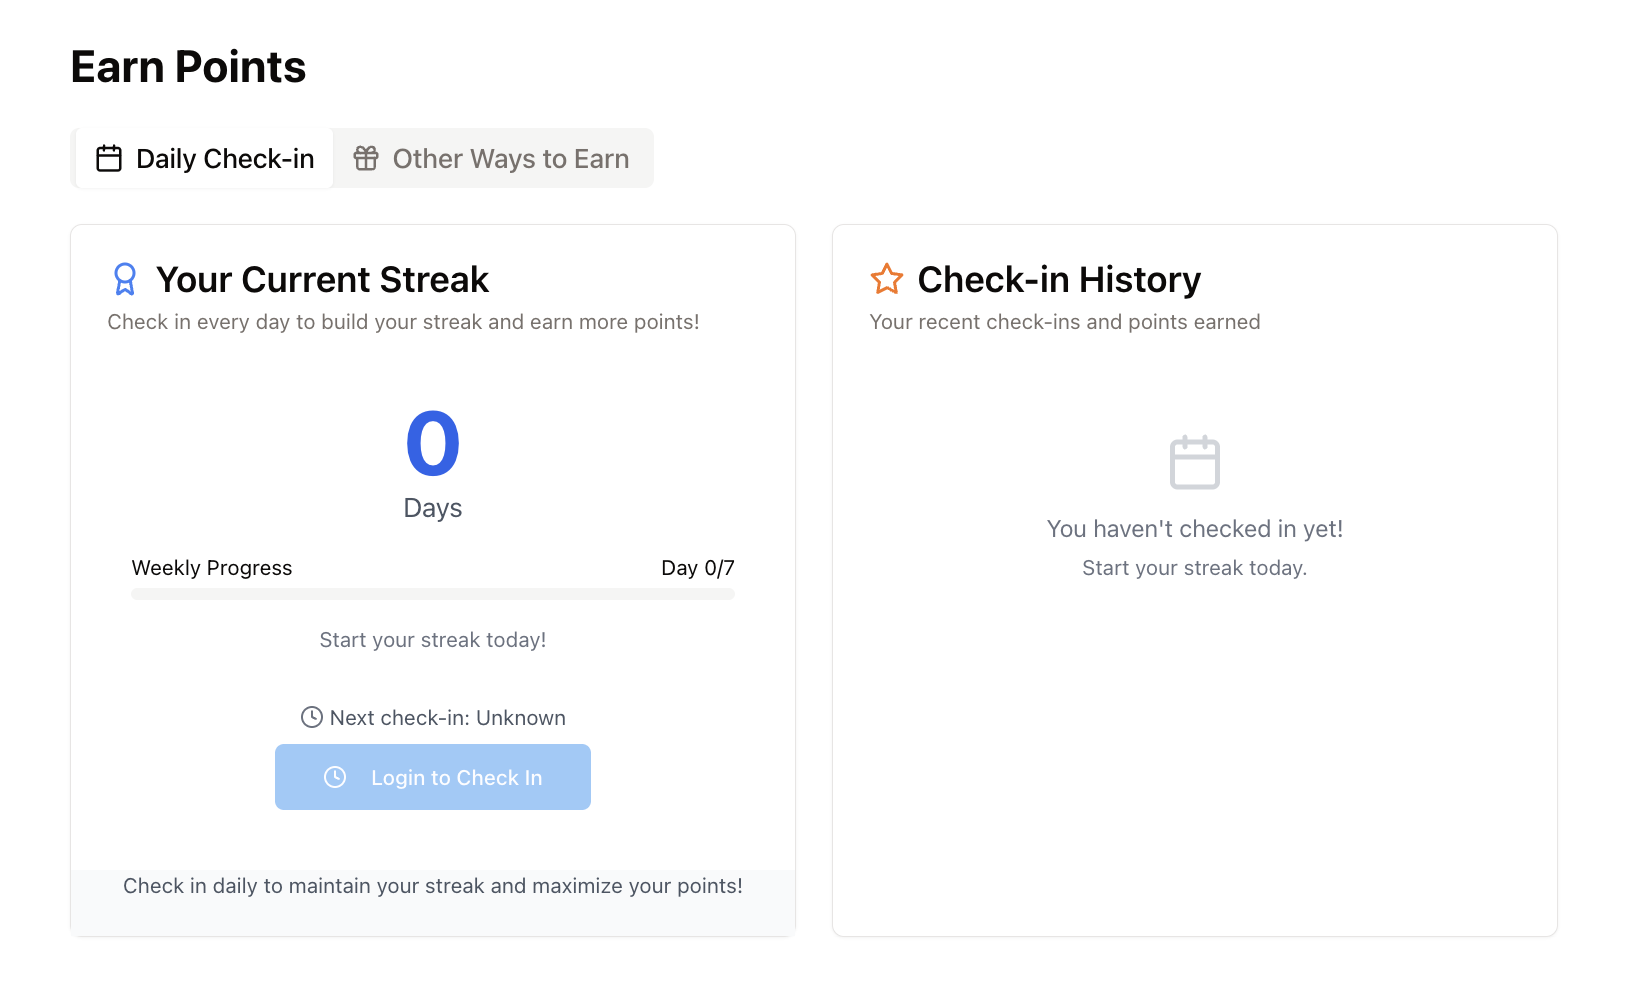 Earn Points
Daily Check-in
Other Ways to Earn
Your Current Streak
Check in every day to build your streak and earn more points!
0
Days
Weekly Progress
Day 0/7
Start your streak today!
Next check-in: Unknown
Login to Check In
Check in daily to maintain your streak and maximize your points!
Check-in History
Your recent check-ins and points earned
You haven't checked in yet!
Start your streak today.